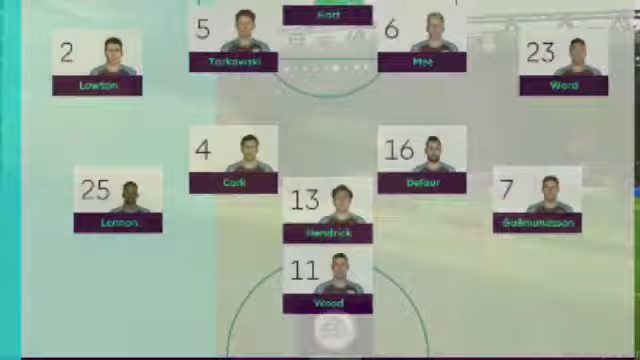 Hart
5
Tarkowski
6
Mee
2
Lowton
23
Ward
4
Cork
16
Defour
25
Lennon
13
Hendrick
7
Guðmundsson
11
Wood